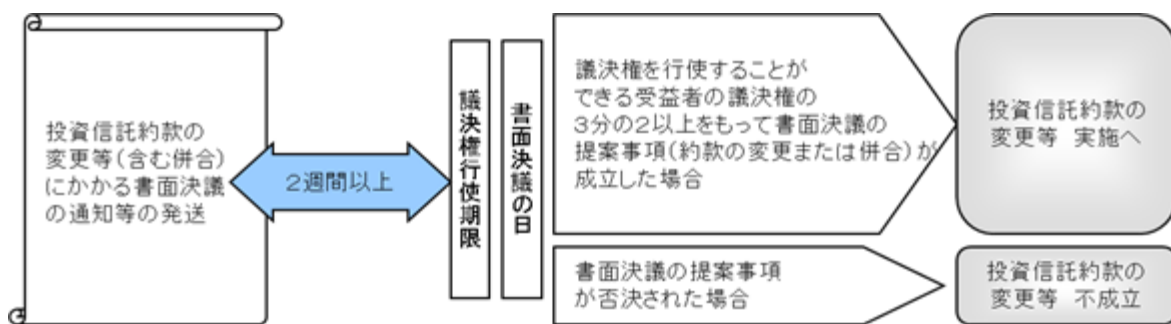 投資信託約款の
変更等(含む併合)
にかかる書面決議
の通知等の発送
２週間以上
議決権行使期限
書面決議の日
議決権を行使することが
できる受益者の議決権の
３分の２以上をもって書面決議の
提案事項(約款の変更または併合)が
成立した場合
投資信託約款の
変更等　実施へ
書面決議の提案事項
が否決された場合
投資信託約款の
変更等　不成立